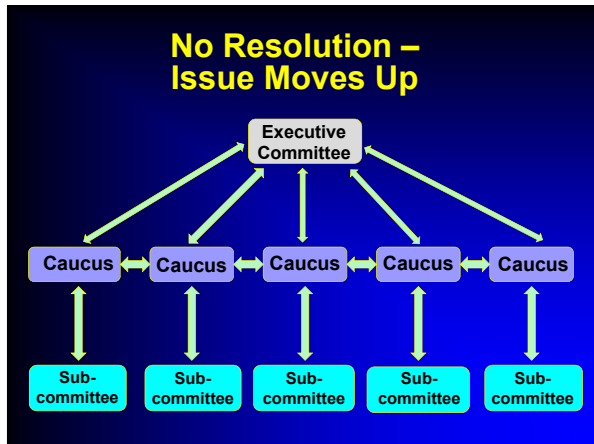 No Resolution –
Issue Moves Up
Executive
Committee
Caucus
Caucus
Caucus
Caucus
Caucus
Sub-
committee
Sub-
committee
Sub-
committee
Sub-
committee
Sub-
committee